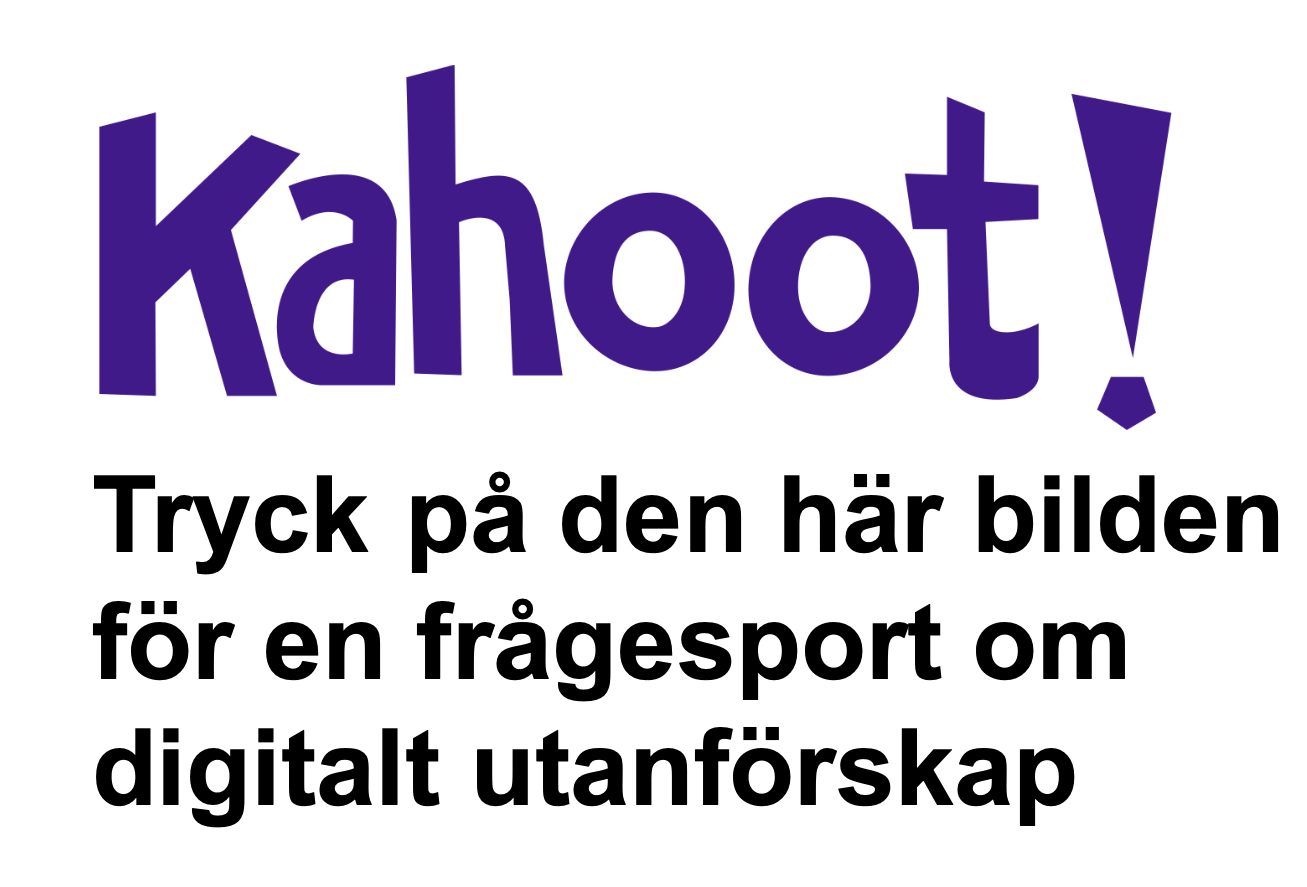 Kahoot!
Tryck på den här bilden
för en frågesport om
digitalt utanförskap